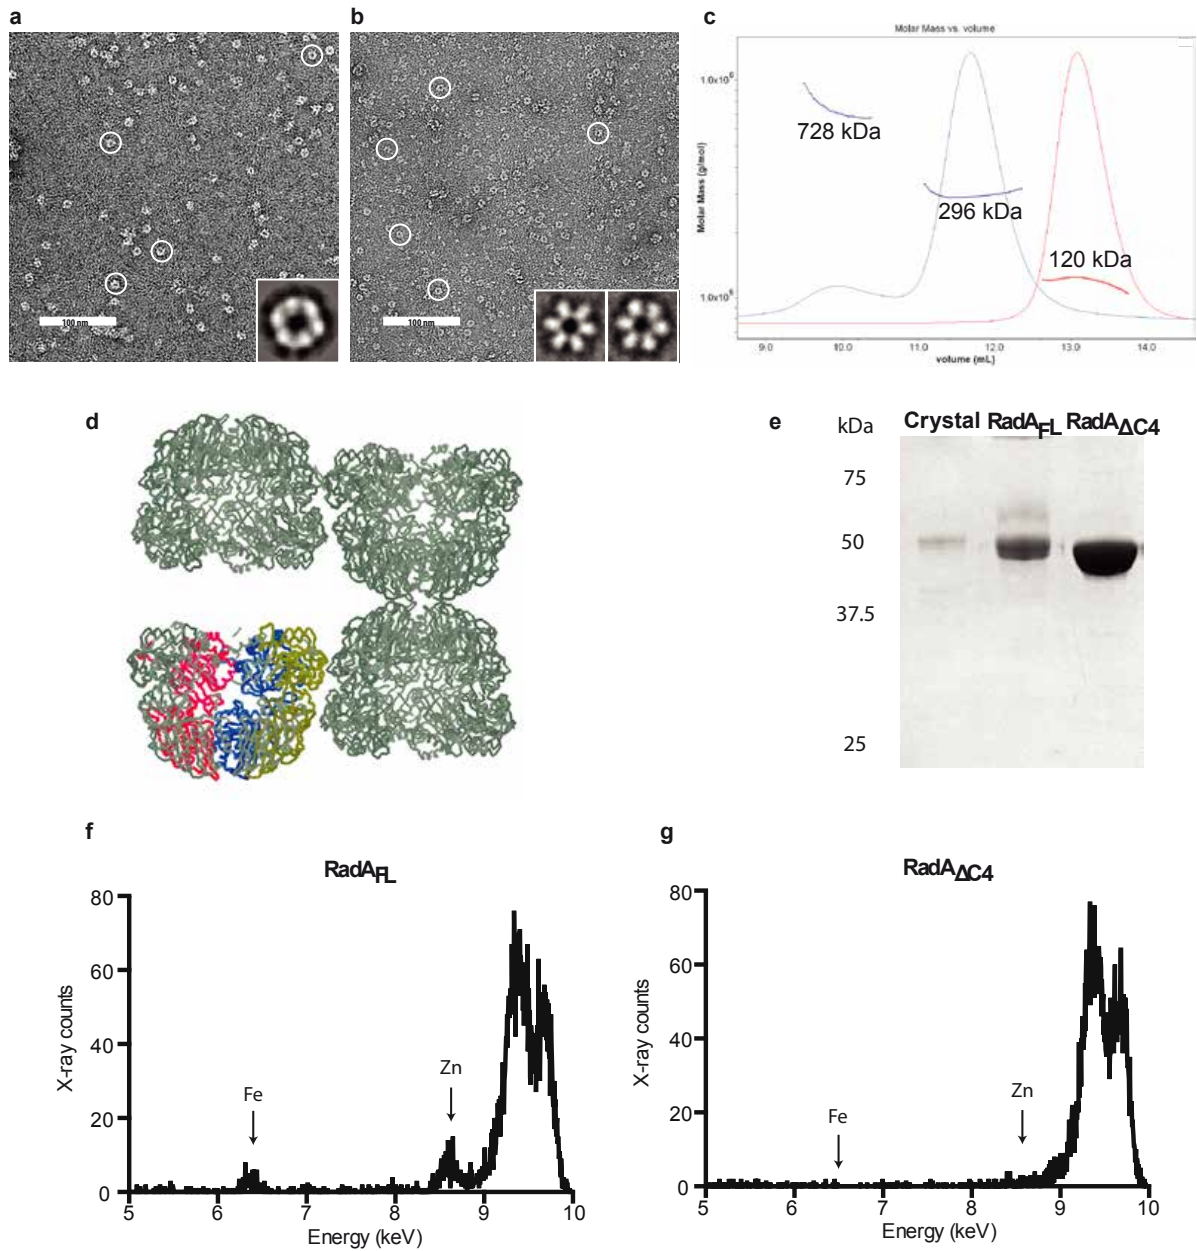 a
b
c
100 nm
100 nm
Molar Mass vs. volume
Molar Mass (g/mol)
1.0x10⁶
1.0x10⁵
728 kDa
296 kDa
120 kDa
9.0 10.0 11.0 12.0 13.0 14.0
volume (mL)
d
e
kDa Crystal RadA_FL RadA_ΔC4
75
50
37.5
25
f
RadA_FL
X-ray counts
80
60
40
20
0
Fe
Zn
5 6 7 8 9 10
Energy (keV)
g
RadA_ΔC4
X-ray counts
80
60
40
20
0
Fe
Zn
5 6 7 8 9 10
Energy (keV)